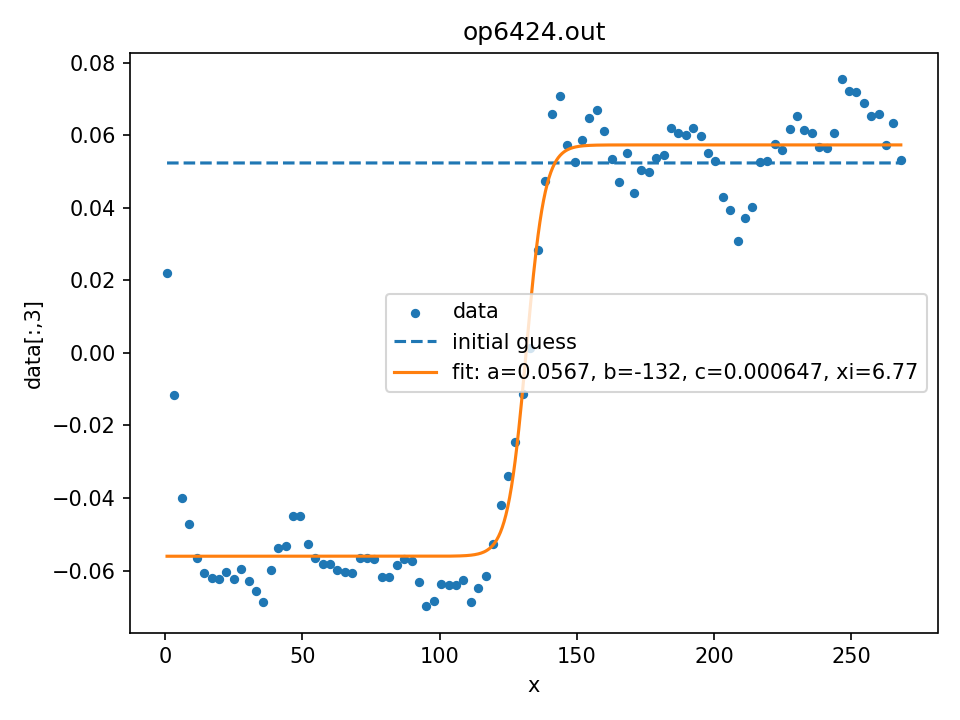 op6424.out
0.08
0.06
0.04
0.02
0.00
−0.02
−0.04
−0.06
data[:,3]
data
initial guess
fit: a=0.0567, b=-132, c=0.000647, xi=6.77
0
50
100
150
200
250
x